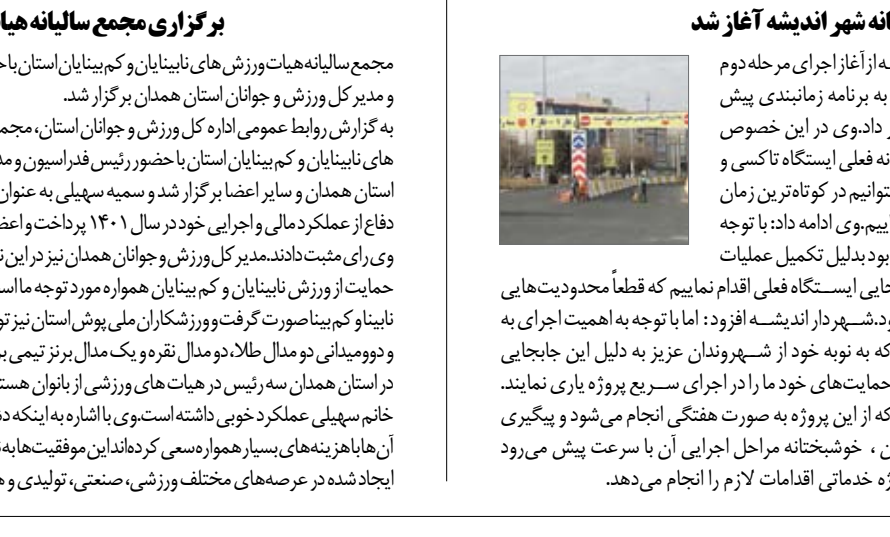 انه شهر اندیشه آغاز شد
ه از آغاز اجرای مرحله دوم
به برنامه زمانبندی پیش
ر داد.وی در این خصوص
انه فعلی ایستگاه تاکسی و
توانیم در کوتاه‌ترین زمان
اییم.وی ادامه داد: با توجه
بود بدلیل تکمیل عملیات
جایی ایســتگاه فعلی اقدام نماییم که قطعاً محدودیت‌هایی
ود.شــهردار اندیشــه افزود: اما با توجه به اهمیت اجرای به
که به نوبه خود از شــهروندان عزیز به دلیل این جابجایی
حمایت‌های خود ما را در اجرای ســریع پروژه یاری نمایند.
که از این پروژه به صورت هفتگی انجام می‌شود و پیگیری
ن ، خوشبختانه مراحل اجرایی آن با سرعت پیش می‌رود
ژه خدماتی اقدامات لازم را انجام می‌دهد.
برگزاری مجمع سالیانه هیا
مجمع سالیانه هیات ورزش های نابینایان و کم بینایان استان با ح
و مدیر کل ورزش و جوانان استان همدان برگزار شد.
به گزارش روابط عمومی اداره کل ورزش و جوانان استان، مجم
های نابینایان و کم بینایان استان با حضور رئیس فدراسیون و مد
استان همدان و سایر اعضا برگزار شد و سمیه سهیلی به عنوان
دفاع از عملکرد مالی و اجرایی خود در سال ۱۴۰۱ پرداخت و اعض
وی رای مثبت دادند.مدیر کل ورزش و جوانان همدان نیز در این ن
حمایت از ورزش نابینایان و کم بینایان همواره مورد توجه ما اس
نابینا و کم بینا صورت گرفت و ورزشکاران ملی پوش استان نیز تو
و دوومیدانی دو مدال طلا، دو مدال نقره و یک مدال برنز تیمی بر
در استان همدان سه رئیس در هیات های ورزشی از بانوان هست
خانم سهیلی عملکرد خوبی داشته است.وی با اشاره به اینکه د
آن ها با هزینه های بسیار همواره سعی کرده اند این موفقیت ها به
ایجاد شده در عرصه‌های مختلف ورزشی، صنعتی، تولیدی و ه